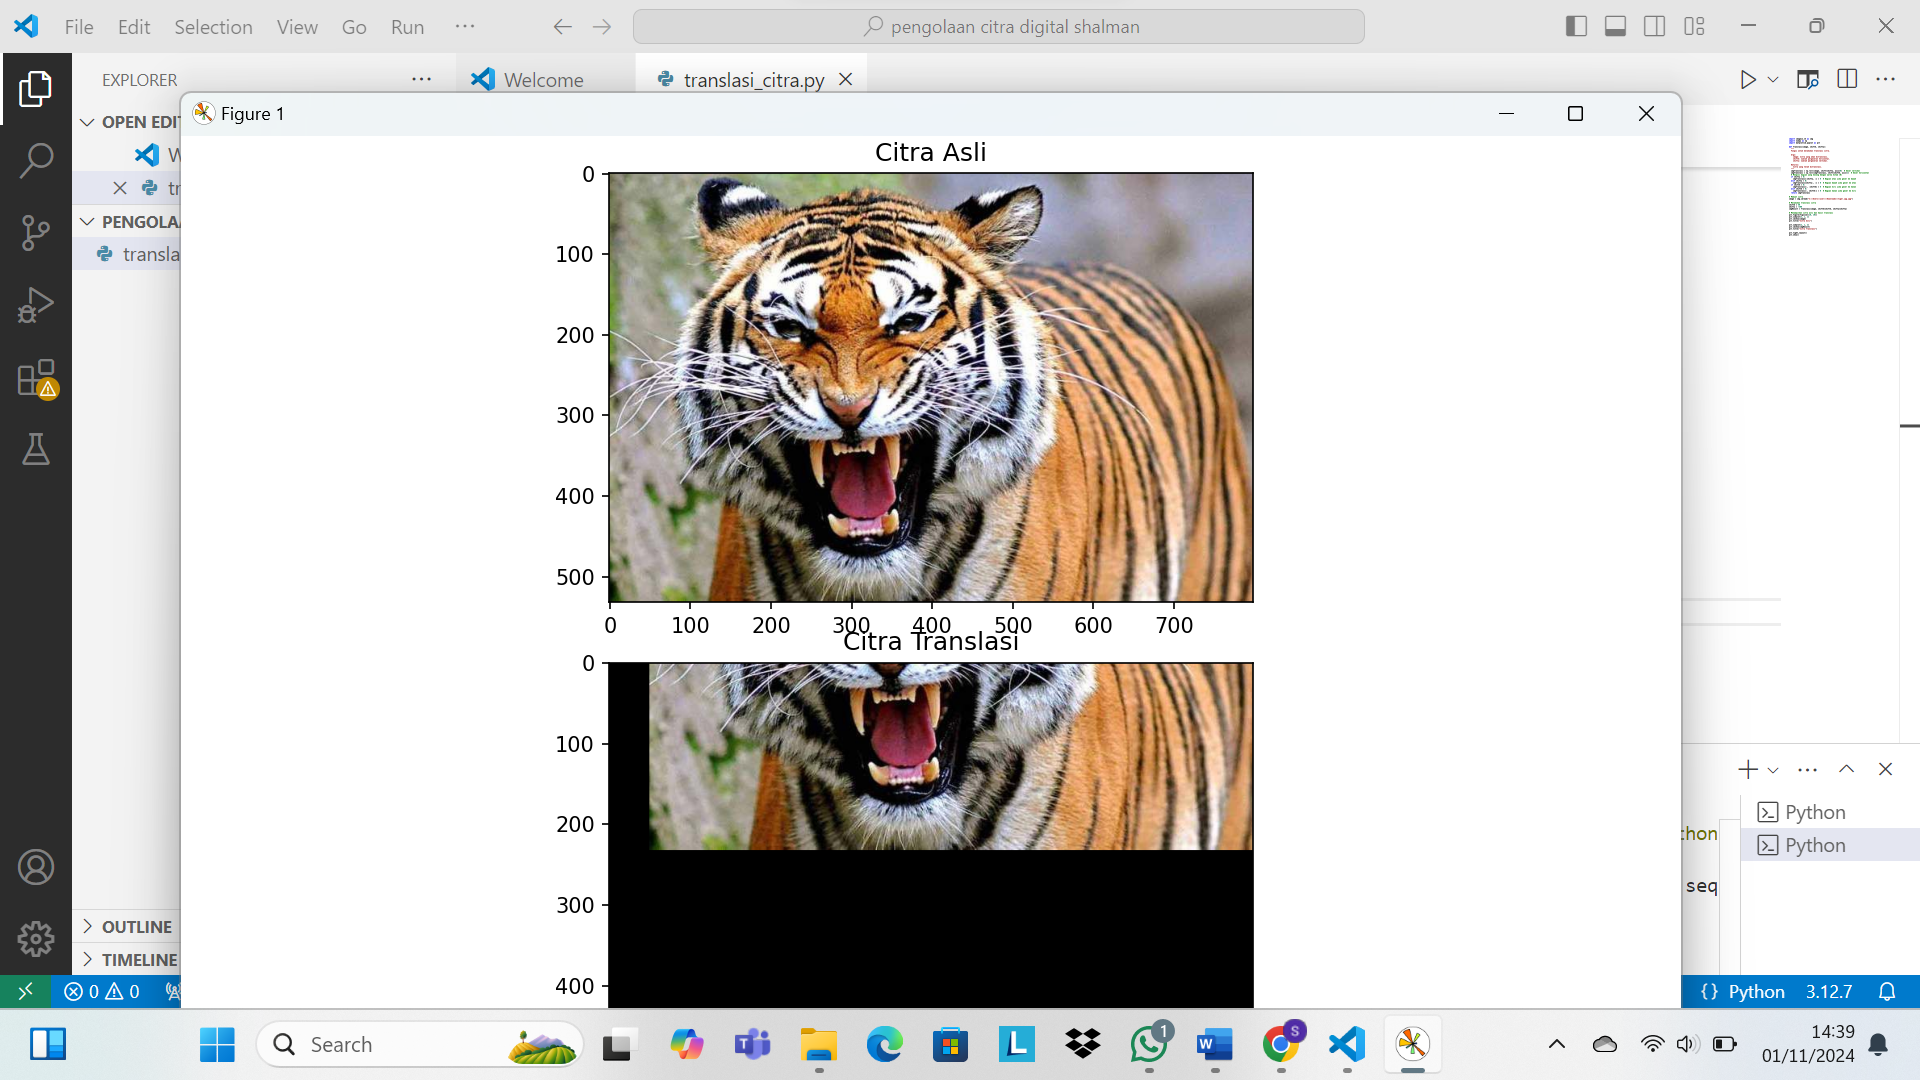 File Edit Selection View Go Run ···
pengolaan citra digital shalman
EXPLORER
Welcome
translasi_citra.py
Figure 1
OPEN EDIT
W
tr
PENGOLA
transla
Citra Asli
0
100
200
300
400
500
0 100 200 300 400 500 600 700
Citra Translasi
0
100
200
300
400
Python
Python
thon
seq
OUTLINE
TIMELINE
0 0
Python 3.12.7
Search
1
S
14:39
01/11/2024